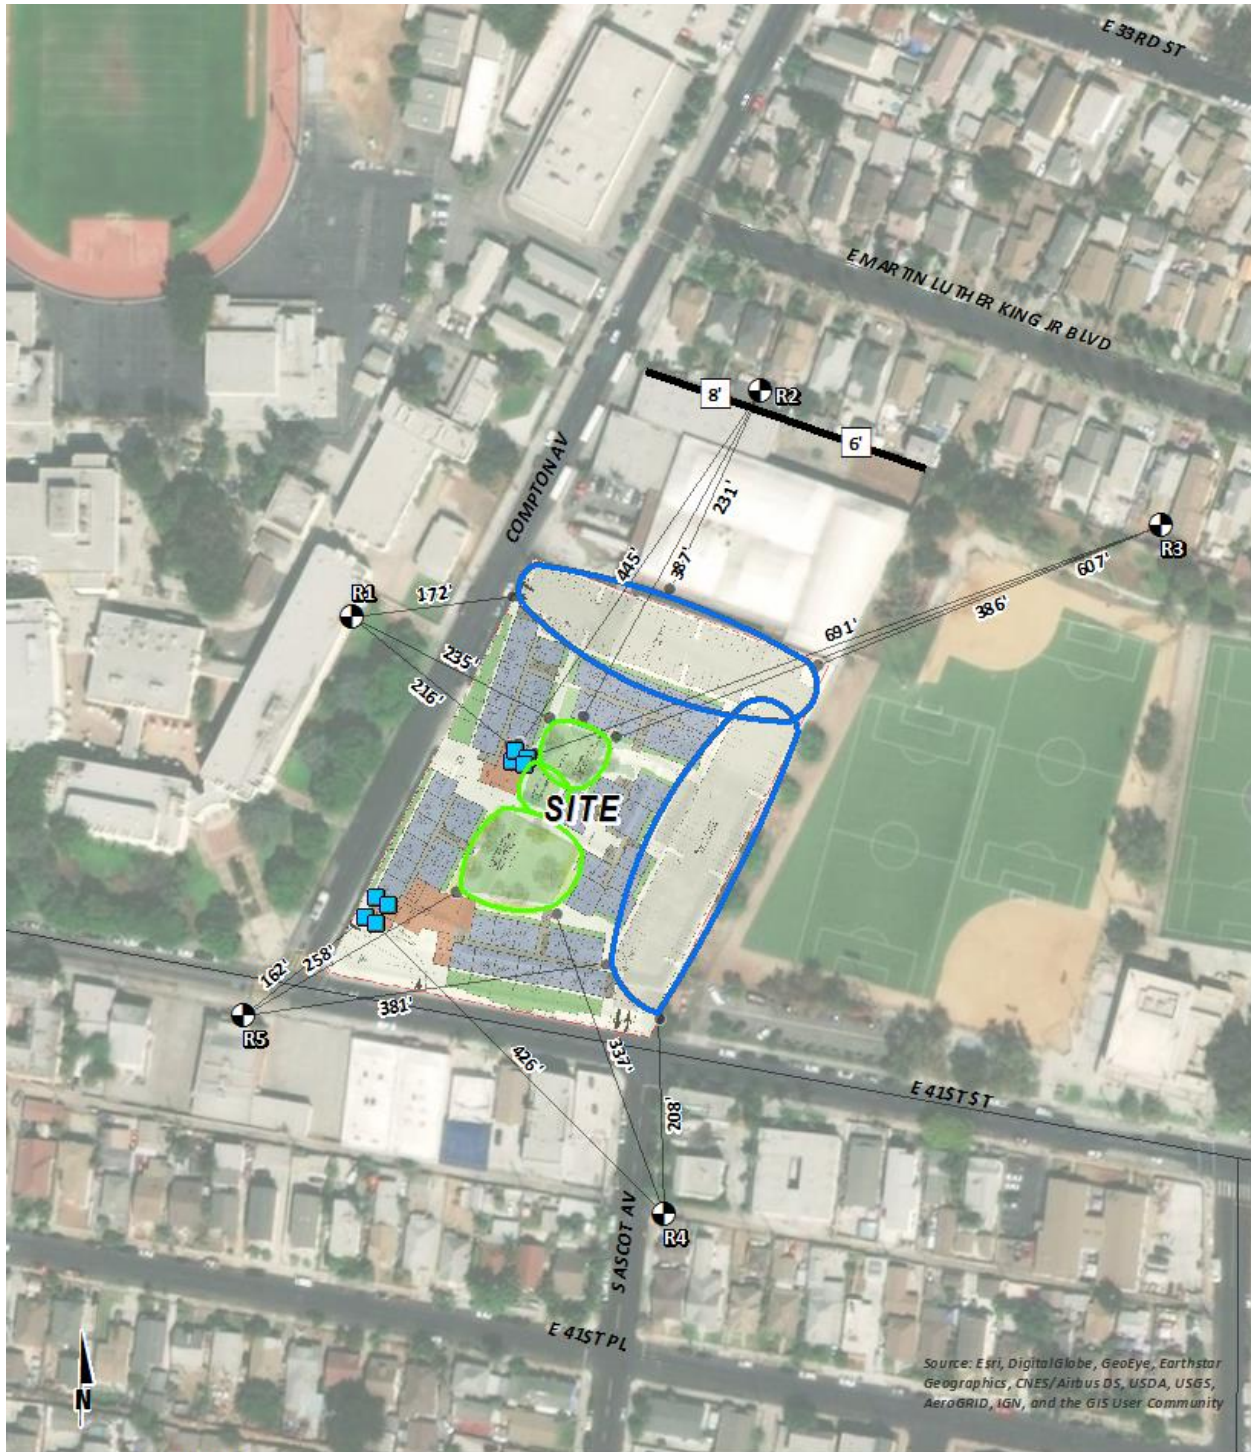 E 33RD ST
E MARTIN LUTHER KING JR BLVD
8'
R2
6'
COMPTON AV
231'
445'
387'
R3
607'
386'
R1
172'
691'
235'
216'
SITE
162'
258'
381'
R5
426'
337'
208'
E 41ST ST
R4
S ASCOT AV
E 41ST PL
N
Source: Esri, DigitalGlobe, GeoEye, Earthstar
Geographics, CNES/Airbus DS, USDA, USGS,
AeroGRID, IGN, and the GIS User Community